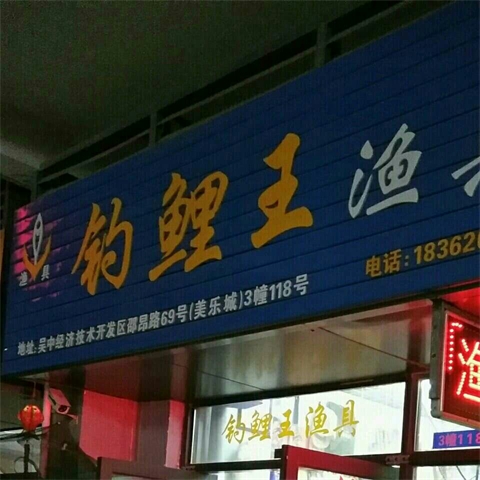 钓鲤王渔
渔具
电话:18362
地址:吴中经济技术开发区邵昂路69号(美乐城)3幢118号
钓鲤王渔具
渔
3幢118